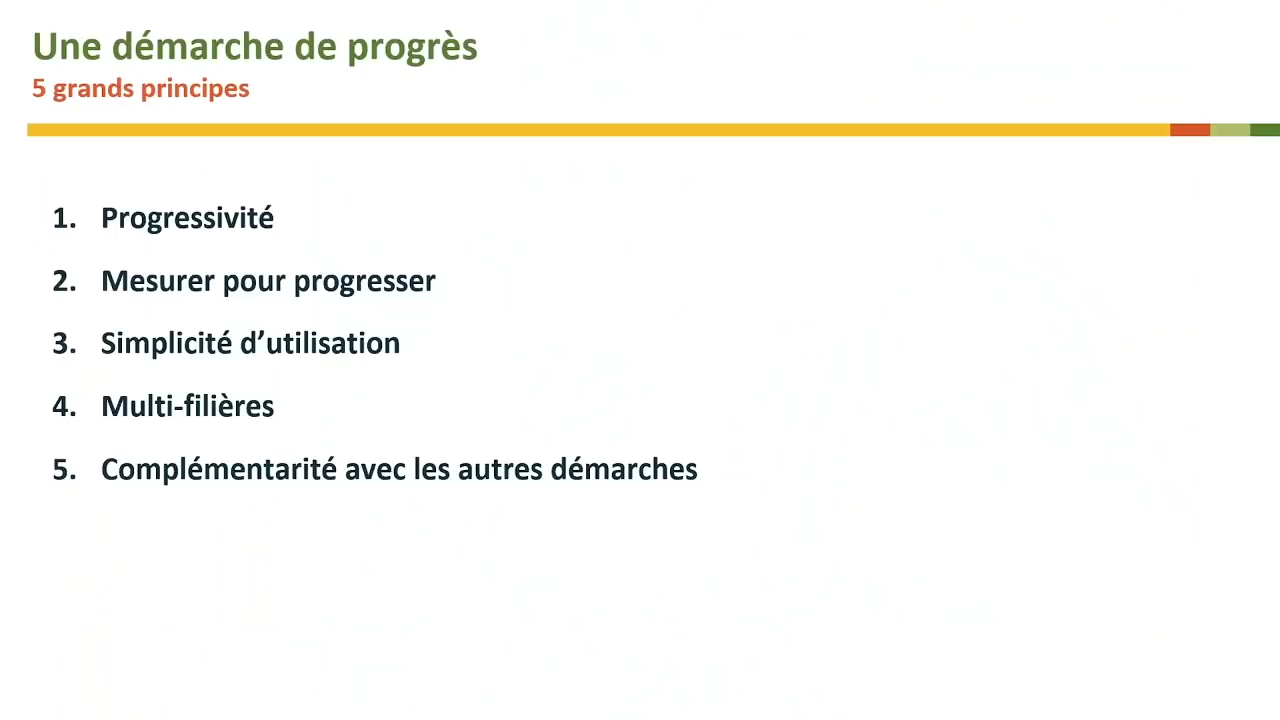 Une démarche de progrès
5 grands principes
1. Progressivité
2. Mesurer pour progresser
3. Simplicité d’utilisation
4. Multi-filières
5. Complémentarité avec les autres démarches